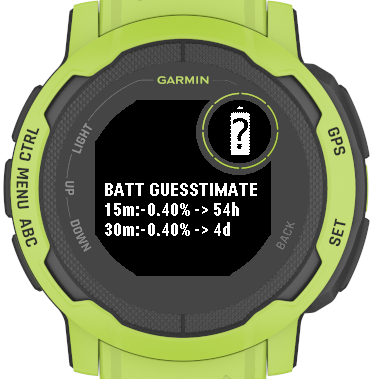 GARMIN
LIGHT
CTRL
UP
MENU
DOWN
ABC
GPS
BACK
SET
?
BATT GUESSTIMATE
15m:-0.40% -> 54h
30m:-0.40% -> 4d